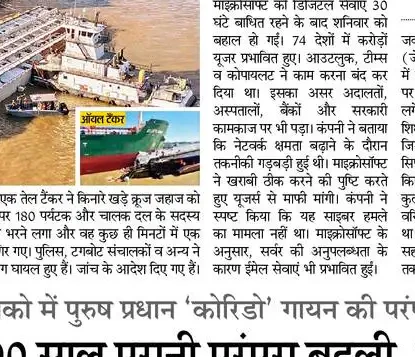 माइक्रोसॉफ्ट की डिजिटल सेवाएं 30
घंटे बाधित रहने के बाद शनिवार को
बहाल हो गईं। 74 देशों में करोड़ों
यूजर प्रभावित हुए। आउटलुक, टीम्स
व कोपायलट ने काम करना बंद कर
दिया था। इसका असर अदालतों,
अस्पतालों, बैंकों और सरकारी
कामकाज पर भी पड़ा। कंपनी ने बताया
कि नेटवर्क क्षमता बढ़ाने के दौरान
तकनीकी गड़बड़ी हुई थी। माइक्रोसॉफ्ट
ने खराबी ठीक करने की पुष्टि करते
हुए यूजर्स से माफी मांगी। कंपनी ने
स्पष्ट किया कि यह साइबर हमले
का मामला नहीं था। माइक्रोसॉफ्ट के
अनुसार, सर्वर की अनुपलब्धता के
कारण ईमेल सेवाएं भी प्रभावित हुईं।
ऑयल टैंकर
एक तेल टैंकर ने किनारे खड़े क्रूज जहाज को
पर 180 पर्यटक और चालक दल के सदस्य
भरने लगा और वह कुछ ही मिनटों में एक
गिर गए। पुलिस, टगबोट संचालकों व अन्य ने
घायल हुए हैं। जांच के आदेश दिए गए हैं।
में पुरुष प्रधान 'कोरिडो' गायन की
साल पुरानी परंपरा बदली